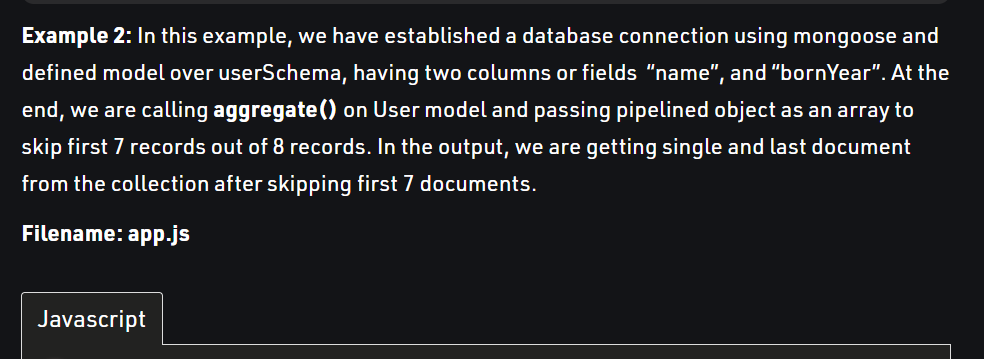 Example 2: In this example, we have established a database connection using mongoose and
defined model over userSchema, having two columns or fields  “name”, and “bornYear”. At the
end, we are calling aggregate() on User model and passing pipelined object as an array to
skip first 7 records out of 8 records. In the output, we are getting single and last document
from the collection after skipping first 7 documents.
Filename: app.js
Javascript